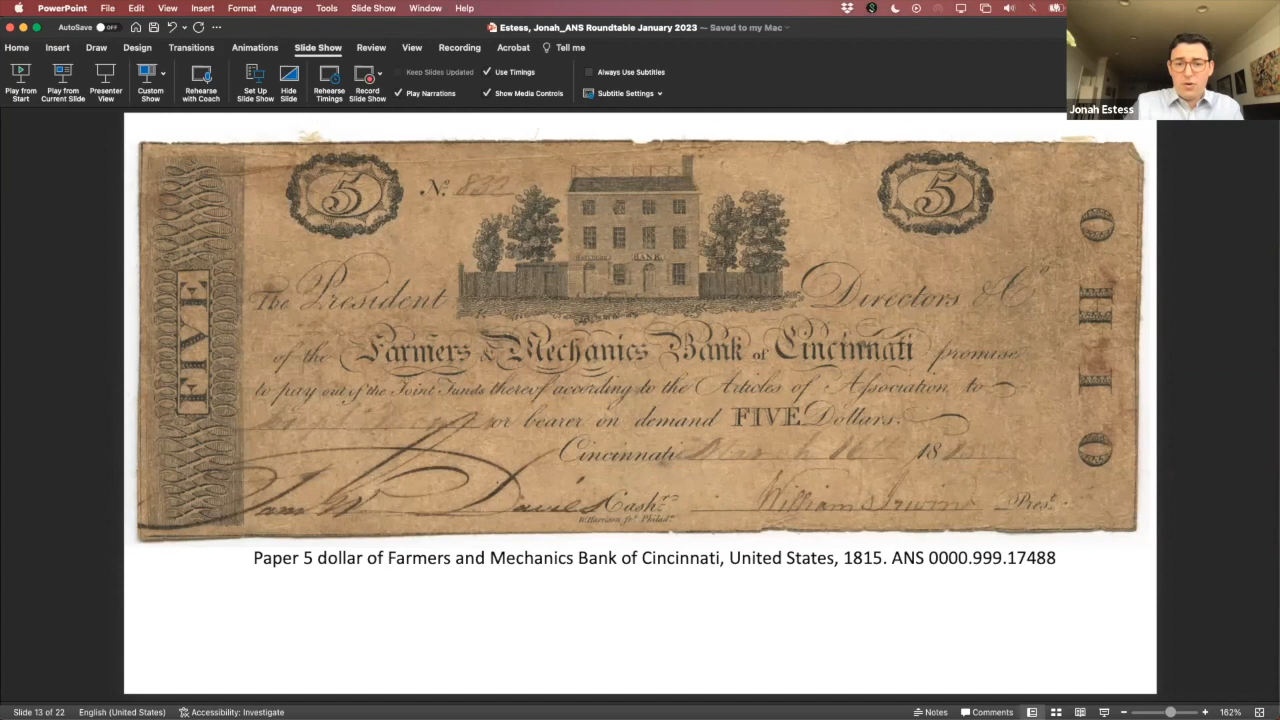 PowerPoint File Edit View Insert Format Arrange Tools Slide Show Window Help
AutoSave OFF
Estess, Jonah_ANS Roundtable January 2023 — Saved to my Mac
Home Insert Draw Design Transitions Animations Slide Show Review View Recording Acrobat Tell me
Play from Start
Play from Current Slide
Presenter View
Custom Show
Rehearse with Coach
Set Up Slide Show
Hide Slide
Rehearse Timings
Record Slide Show
Keep Slides Updated
Use Timings
Always Use Subtitles
Play Narrations
Show Media Controls
Subtitle Settings
Jonah Estess
5 No. 5
BANK
The President Directors & Co
of the Farmers & Mechanics Bank of Cincinnati promise
to pay out of the Joint Funds thereof according to the Articles of Association to
or bearer on demand FIVE Dollars.
Cincinnati 18
Cashr. William Irwin Prest.
W. Harrison Philada.
FIVE
OHIO
Paper 5 dollar of Farmers and Mechanics Bank of Cincinnati, United States, 1815. ANS 0000.999.17488
Slide 13 of 22 English (United States) Accessibility: Investigate Notes Comments 162%